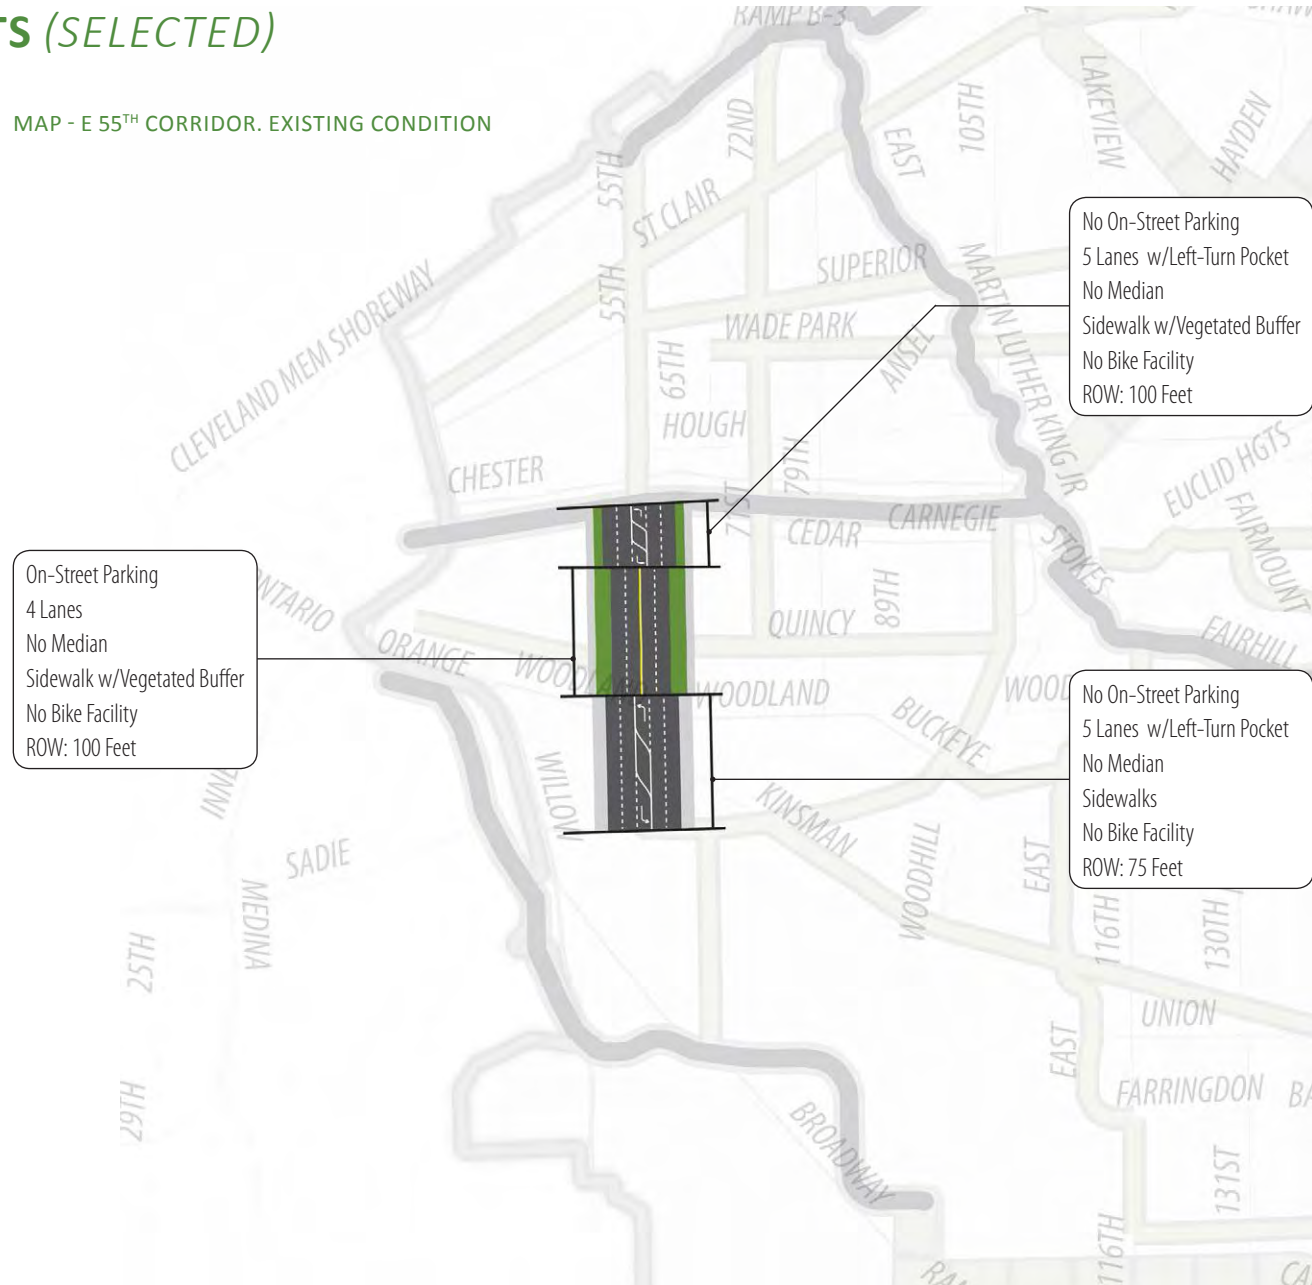 TS (SELECTED)
MAP - E 55TH CORRIDOR. EXISTING CONDITION
RAMP B-3
72ND
EAST
105TH
LAKEVIEW
HAYDEN
55TH
ST CLAIR
55TH
SUPERIOR
WADE PARK
ANSEL
MARTIN LUTHER KING JR
CLEVELAND MEM SHOREWAY
65TH
HOUGH
79TH
71ST
CHESTER
CEDAR
CARNEGIE
EUCLID HGTS
FAIRMOUNT
STOKES
No On-Street Parking
5 Lanes w/Left-Turn Pocket
No Median
Sidewalk w/Vegetated Buffer
No Bike Facility
ROW: 100 Feet
On-Street Parking
4 Lanes
No Median
Sidewalk w/Vegetated Buffer
No Bike Facility
ROW: 100 Feet
ONTARIO
ORANGE
WOODLAND
QUINCY
89TH
FAIRHILL
WOODLAND
WOOD
BUCKEYE
No On-Street Parking
5 Lanes w/Left-Turn Pocket
No Median
Sidewalks
No Bike Facility
ROW: 75 Feet
WILLOW
KINSMAN
WOODHILL
EAST
SADIE
MEDINA
25TH
116TH
130TH
UNION
EAST
29TH
FARRINGDON
BA
BROADWAY
131ST
116TH
RA
CA